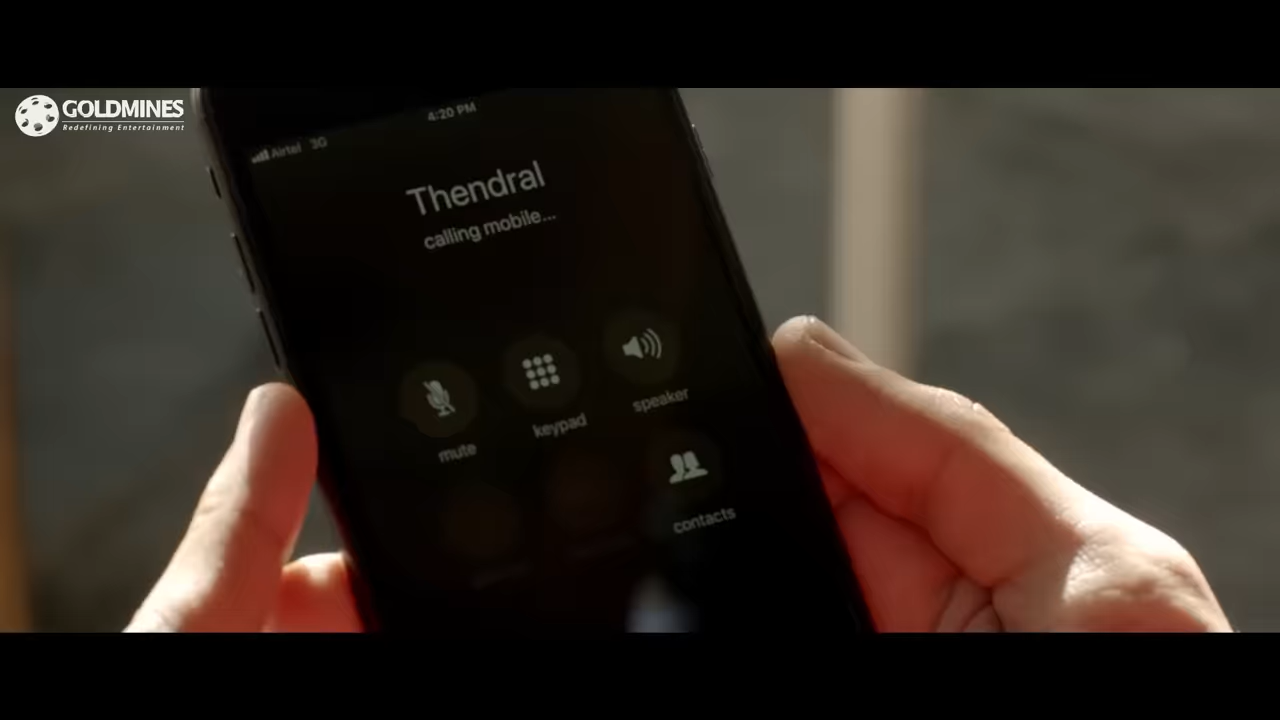 GOLDMINES
Redefining Entertainment
4:20 PM
Airtel 3G
Thendral
calling mobile...
mute
keypad
speaker
contacts